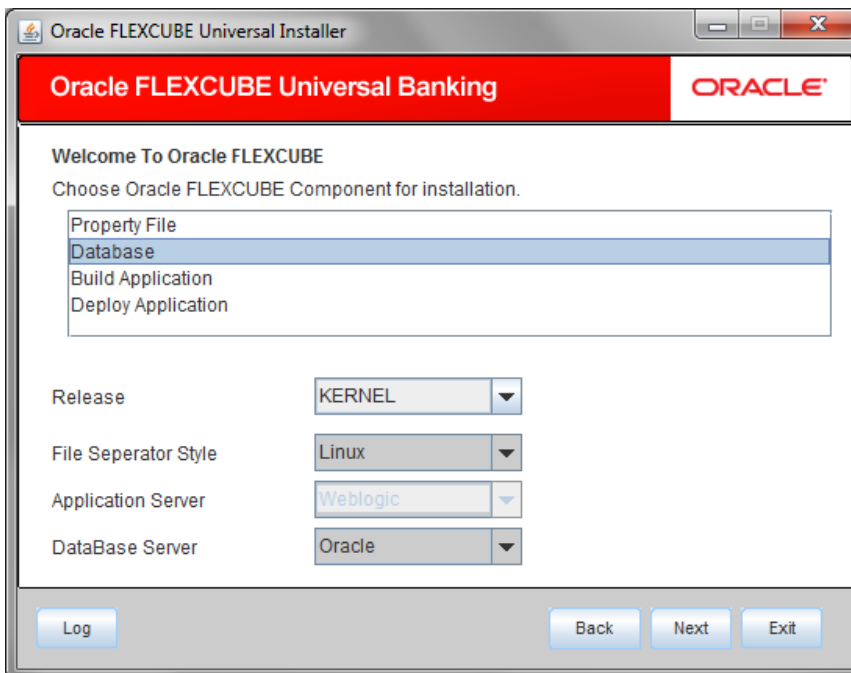 Oracle FLEXCUBE Universal Installer
Oracle FLEXCUBE Universal Banking
ORACLE®
Welcome To Oracle FLEXCUBE
Choose Oracle FLEXCUBE Component for installation.
Property File
Database
Build Application
Deploy Application
Release KERNEL
File Seperator Style Linux
Application Server Weblogic
DataBase Server Oracle
Log Back Next Exit